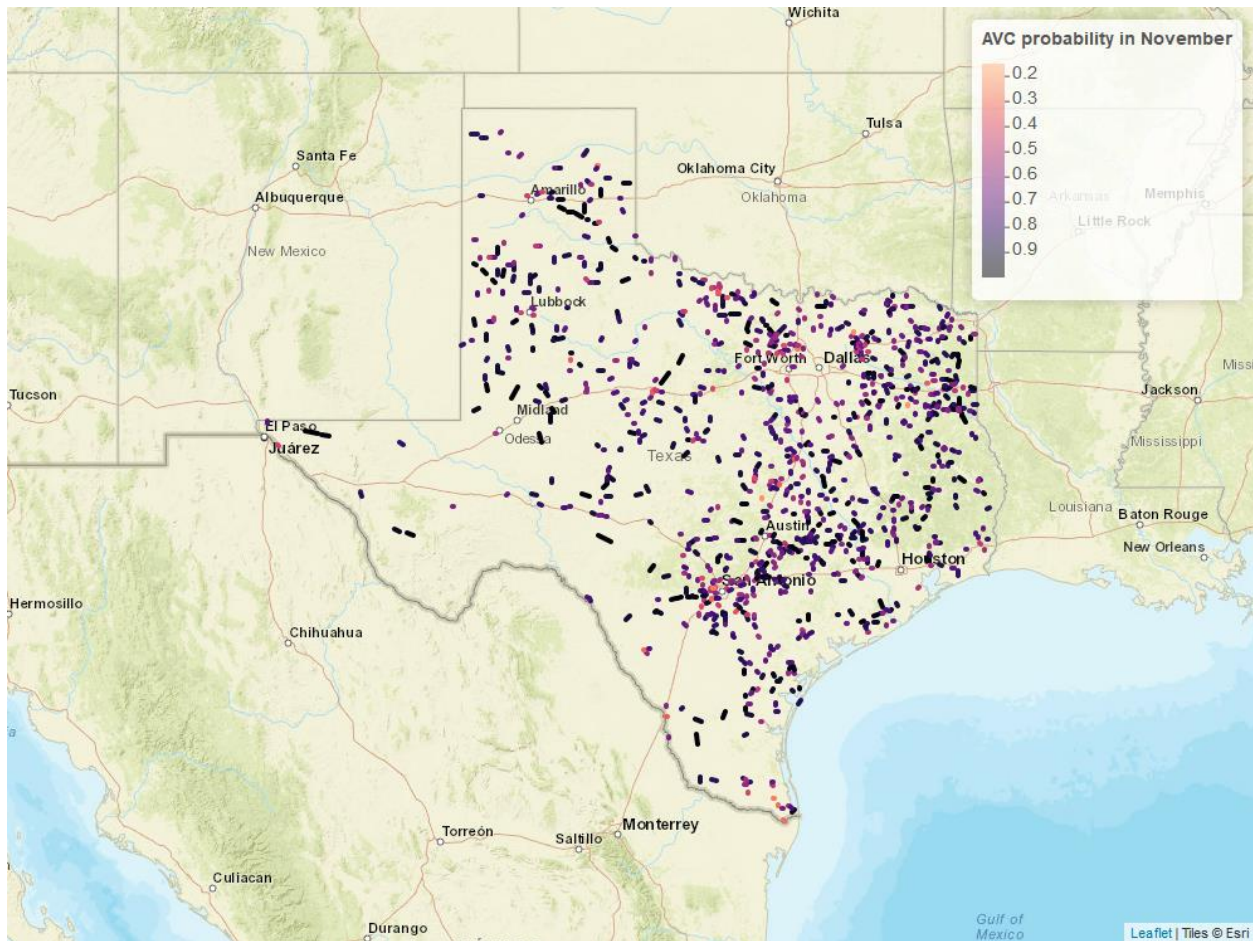 Wichita
AVC probability in November
0.2
0.3
0.4
0.5
0.6
0.7
0.8
0.9
Tulsa
Santa Fe
Oklahoma City
Amarillo
Albuquerque
Oklahoma
Arkansas
Memphis
Little Rock
New Mexico
Lubbock
Fort Worth
Dallas
Jackson
Missi
Tucson
Midland
El Paso
Odessa
Juárez
Mississippi
Texas
Louisiana
Baton Rouge
Austin
New Orleans
Houston
San Antonio
Hermosillo
Chihuahua
Monterrey
Torreón
Saltillo
Culiacan
Durango
Gulf of
Mexico
Leaflet | Tiles © Esri